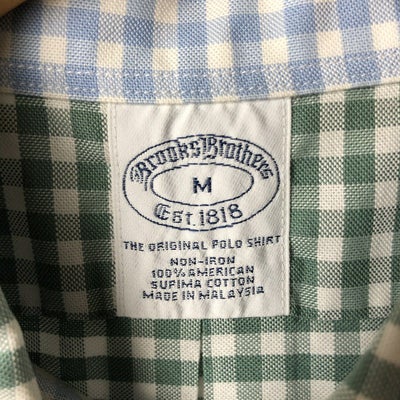 Brooks Brothers
M
Est. 1818
THE ORIGINAL POLO SHIRT
NON-IRON
100% AMERICAN
SUPIMA COTTON
MADE IN MALAYSIA